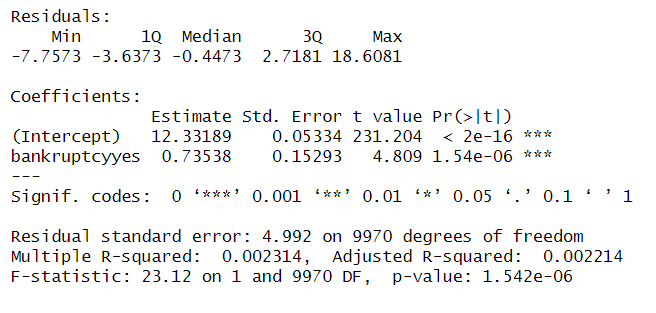 Residuals:
    Min      1Q  Median      3Q     Max
-7.7573 -3.6373 -0.4473  2.7181 18.6081

Coefficients:
              Estimate Std. Error t value Pr(>|t|)
(Intercept)   12.33189    0.05334 231.204  < 2e-16 ***
bankruptcyyes  0.73538    0.15293   4.809 1.54e-06 ***
---
Signif. codes:  0 ‘***’ 0.001 ‘**’ 0.01 ‘*’ 0.05 ‘.’ 0.1 ‘ ’ 1

Residual standard error: 4.992 on 9970 degrees of freedom
Multiple R-squared:  0.002314,  Adjusted R-squared:  0.002214
F-statistic: 23.12 on 1 and 9970 DF,  p-value: 1.542e-06